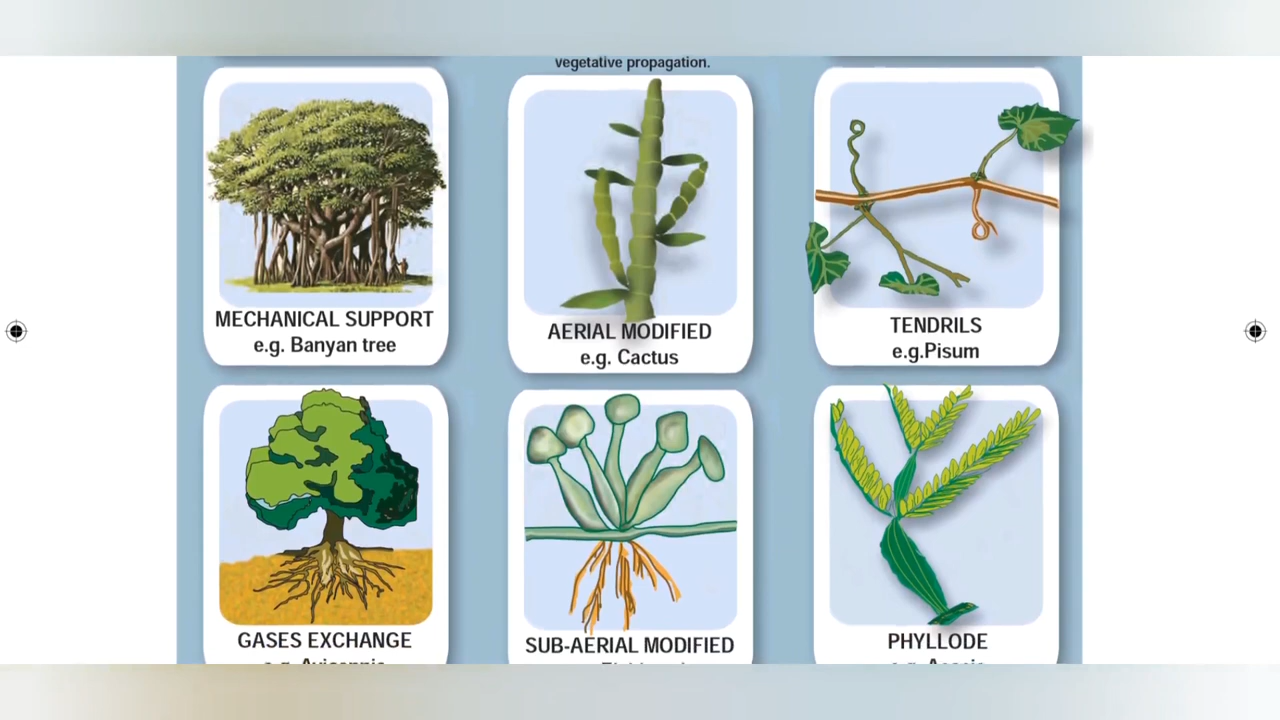 vegetative propagation.
MECHANICAL SUPPORT
e.g. Banyan tree
AERIAL MODIFIED
e.g. Cactus
TENDRILS
e.g.Pisum
GASES EXCHANGE
SUB-AERIAL MODIFIED
PHYLLODE